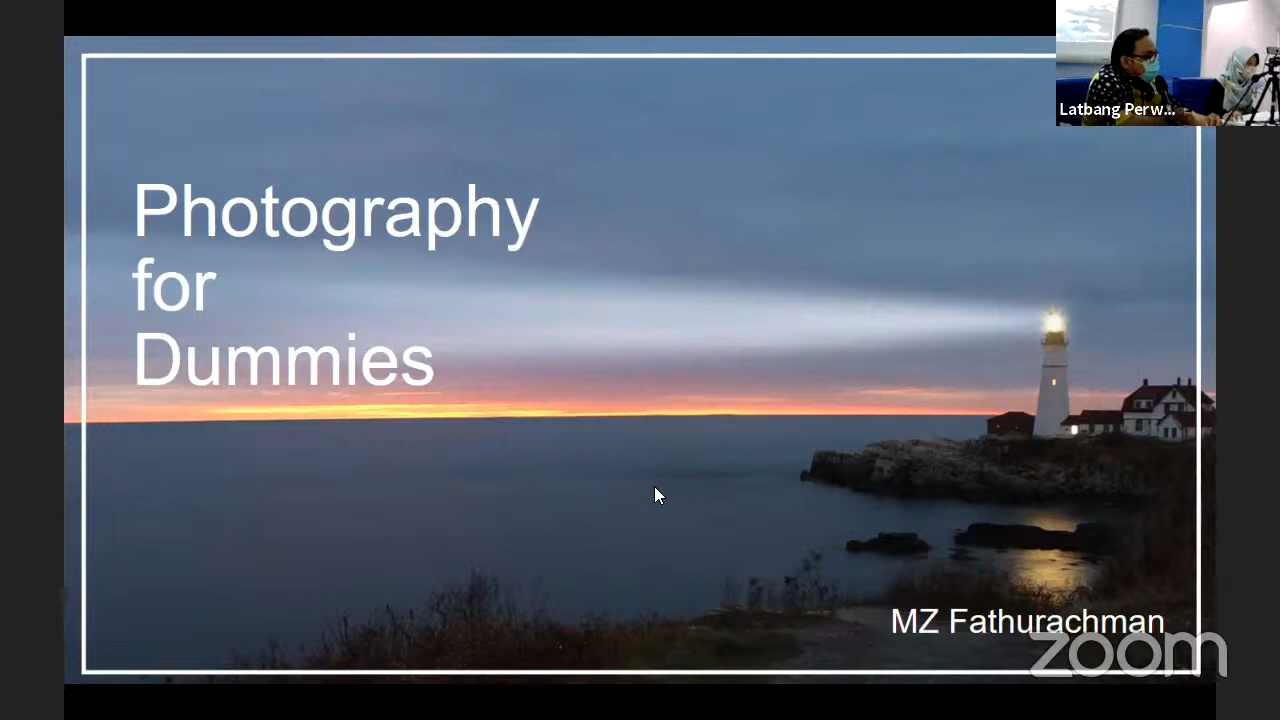 Latbang Perw...
Photography
for
Dummies
MZ Fathurachman
zoom